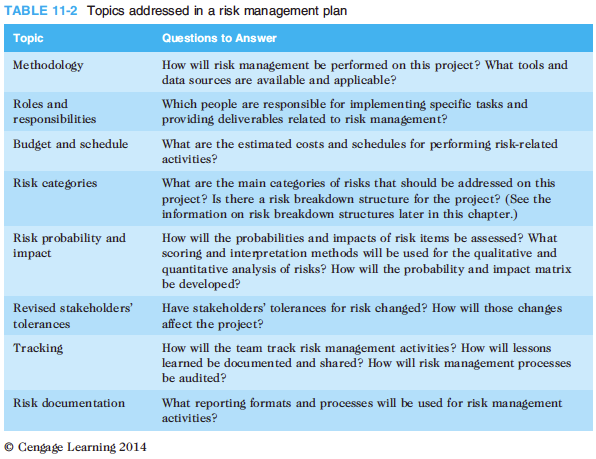 TABLE 11-2 Topics addressed in a risk management plan
Topic Questions to Answer
Methodology How will risk management be performed on this project? What tools and
data sources are available and applicable?
Roles and Which people are responsible for implementing specific tasks and
responsibilities providing deliverables related to risk management?
Budget and schedule What are the estimated costs and schedules for performing risk-related
activities?
Risk categories What are the main categories of risks that should be addressed on this
project? Is there a risk breakdown structure for the project? (See the
information on risk breakdown structures later in this chapter.)
Risk probability and How will the probabilities and impacts of risk items be assessed? What
impact scoring and interpretation methods will be used for the qualitative and
quantitative analysis of risks? How will the probability and impact matrix
be developed?
Revised stakeholders' Have stakeholders' tolerances for risk changed? How will those changes
tolerances affect the project?
Tracking How will the team track risk management activities? How will lessons
learned be documented and shared? How will risk management processes
be audited?
Risk documentation What reporting formats and processes will be used for risk management
activities?
© Cengage Learning 2014